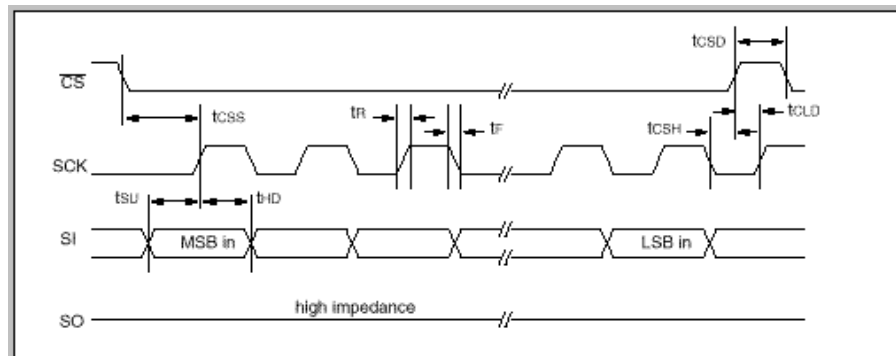 tCSD
CS
tCSS
tR
tF
tCSH
tCLD
SCK
tSU
tHD
SI
MSB in
LSB in
high impedance
SO